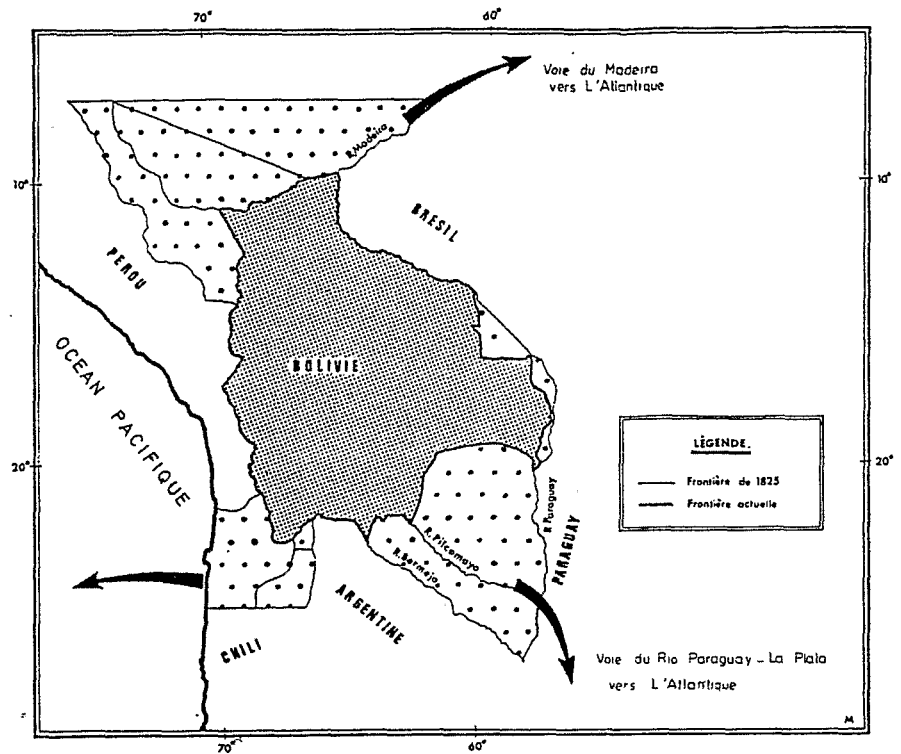 70°
60°
Voie du Madeira
vers L'Atlantique
R. Madeira
10°
10°
BRESIL
PEROU
OCEAN PACIFIQUE
BOLIVIE
LÉGENDE.
Frontière de 1825
Frontière actuelle
20°
20°
R. Paraguay
PARAGUAY
R. Pilcomayo
R. Bermejo
ARGENTINE
CHILI
Voie du Rio Paraguay - La Plata
vers L'Atlantique
M
70°
60°